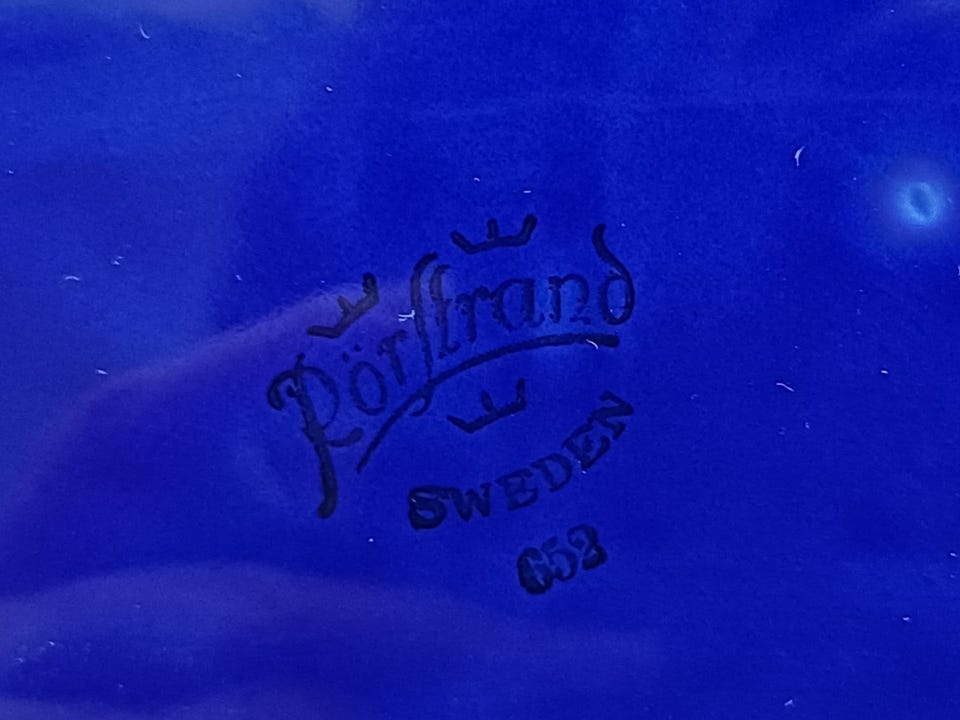 Rörstrand
SWEDEN
652